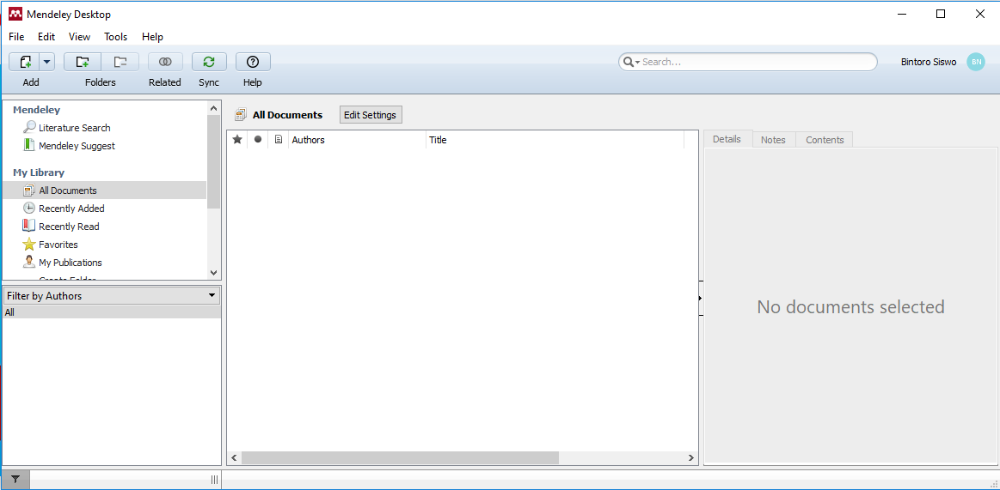 Mendeley Desktop
File Edit View Tools Help
Search...
Bintoro Siswo BN
Add Folders Related Sync Help
Mendeley
Literature Search
Mendeley Suggest
My Library
All Documents
Recently Added
Recently Read
Favorites
My Publications
Create Folder
Filter by Authors
All
All Documents Edit Settings
Authors Title
Details Notes Contents
No documents selected